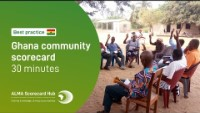 Best practice
Ghana community
scorecard
30 minutes
ALMA Scorecard Hub